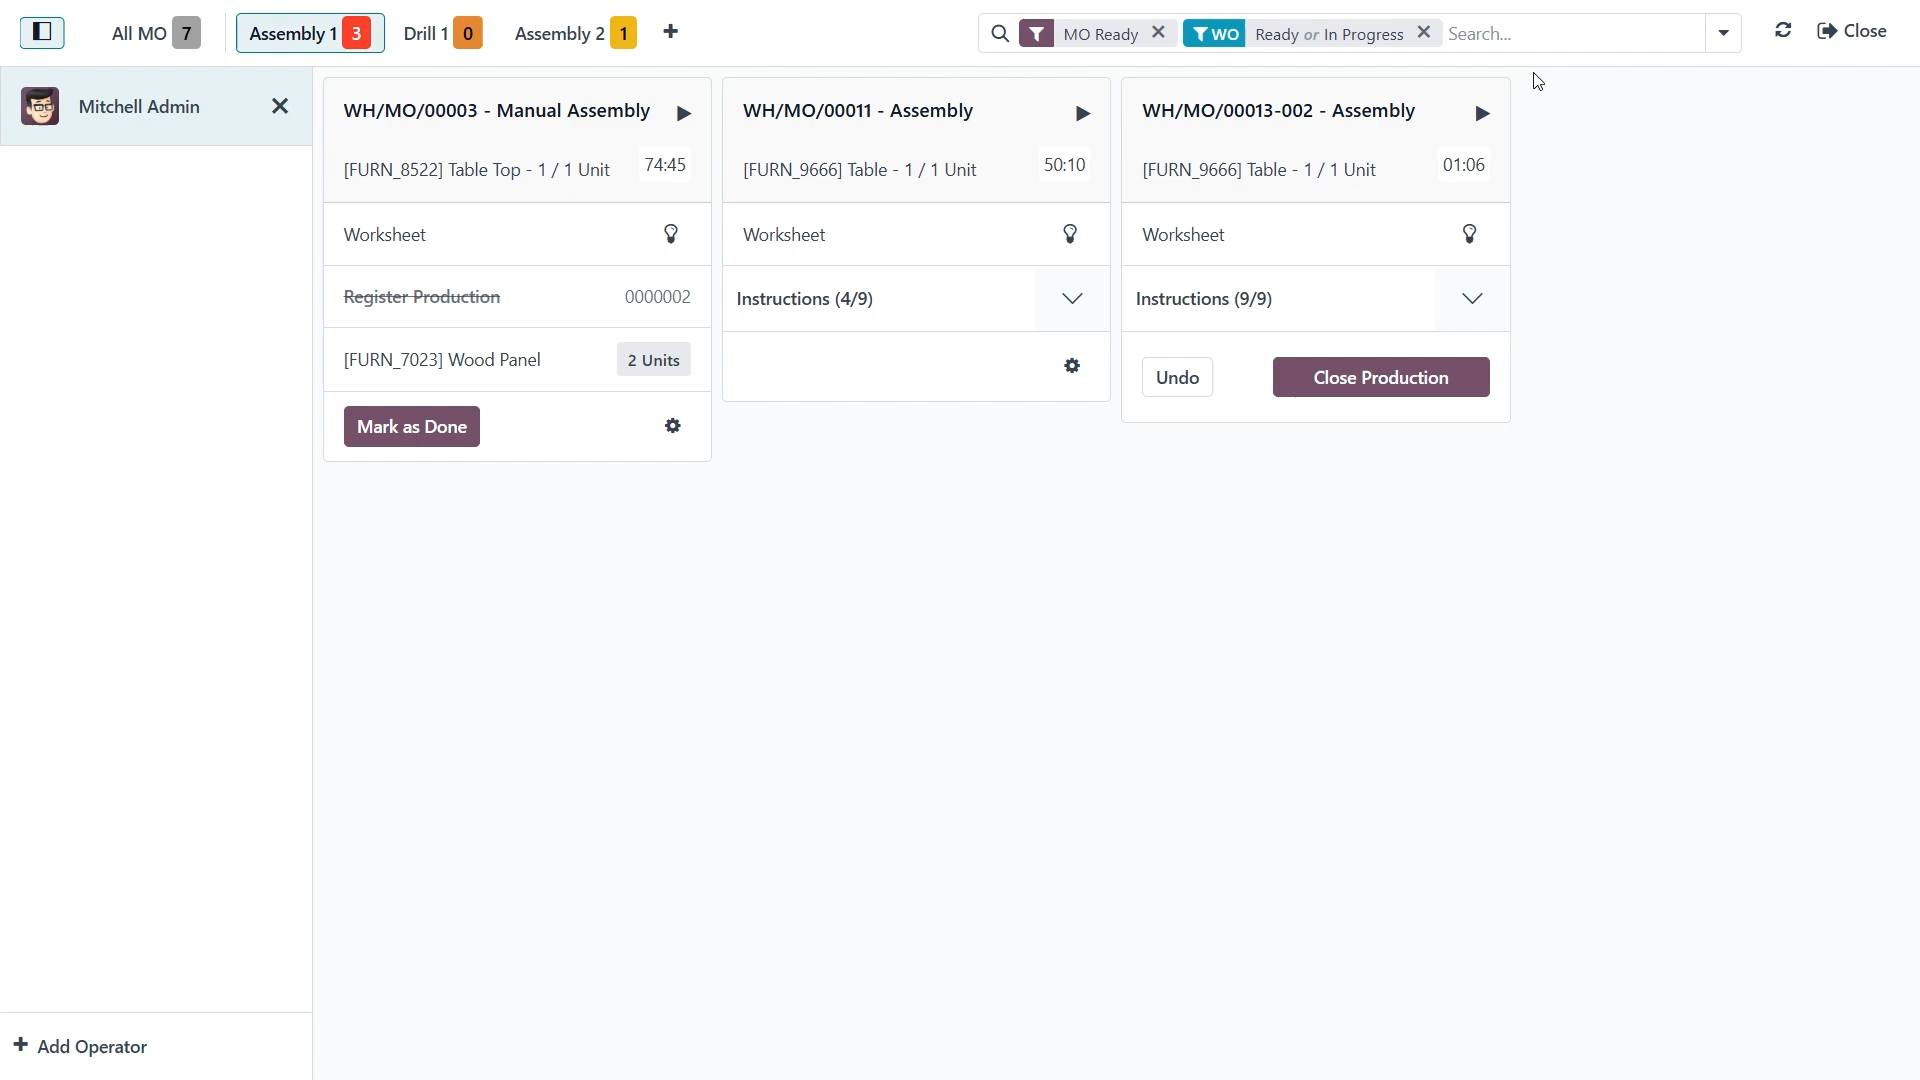 All MO 7
Assembly 1 3
Drill 1 0
Assembly 2 1
MO Ready
WO Ready or In Progress
Search...
Close
Mitchell Admin
WH/MO/00003 - Manual Assembly
[FURN_8522] Table Top - 1 / 1 Unit 74:45
Worksheet
Register Production 0000002
[FURN_7023] Wood Panel 2 Units
Mark as Done
WH/MO/00011 - Assembly
[FURN_9666] Table - 1 / 1 Unit 50:10
Worksheet
Instructions (4/9)
WH/MO/00013-002 - Assembly
[FURN_9666] Table - 1 / 1 Unit 01:06
Worksheet
Instructions (9/9)
Undo Close Production
Add Operator